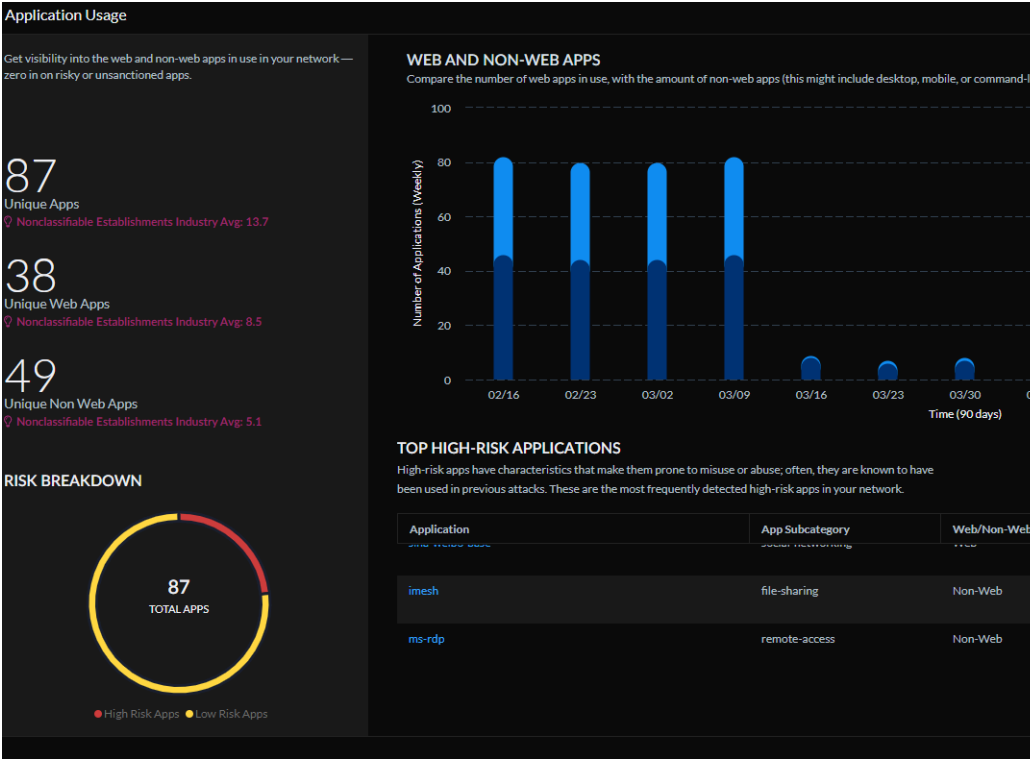 Application Usage
Get visibility into the web and non-web apps in use in your network —
zero in on risky or unsanctioned apps.
87
Unique Apps
Nonclassifiable Establishments Industry Avg: 13.7
38
Unique Web Apps
Nonclassifiable Establishments Industry Avg: 8.5
49
Unique Non Web Apps
Nonclassifiable Establishments Industry Avg: 5.1
RISK BREAKDOWN
87
TOTAL APPS
High Risk Apps Low Risk Apps
WEB AND NON-WEB APPS
Compare the number of web apps in use, with the amount of non-web apps (this might include desktop, mobile, or command-l
Number of Applications (Weekly)
100
80
60
40
20
0
02/16 02/23 03/02 03/09 03/16 03/23 03/30
Time (90 days)
TOP HIGH-RISK APPLICATIONS
High-risk apps have characteristics that make them prone to misuse or abuse; often, they are known to have
been used in previous attacks. These are the most frequently detected high-risk apps in your network.
Application App Subcategory Web/Non-Web
imesh file-sharing Non-Web
ms-rdp remote-access Non-Web